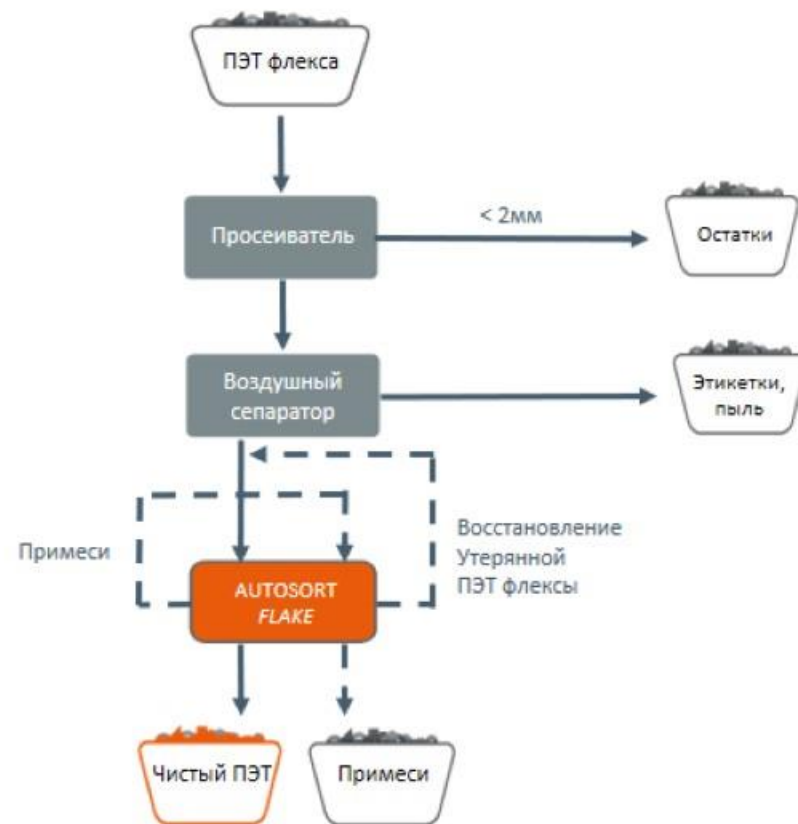 ПЭТ флекса
Просеиватель
< 2мм
Остатки
Воздушный
сепаратор
Этикетки,
пыль
Примеси
Восстановление
Утерянной
ПЭТ флексы
AUTOSORT
FLAKE
Чистый ПЭТ
Примеси